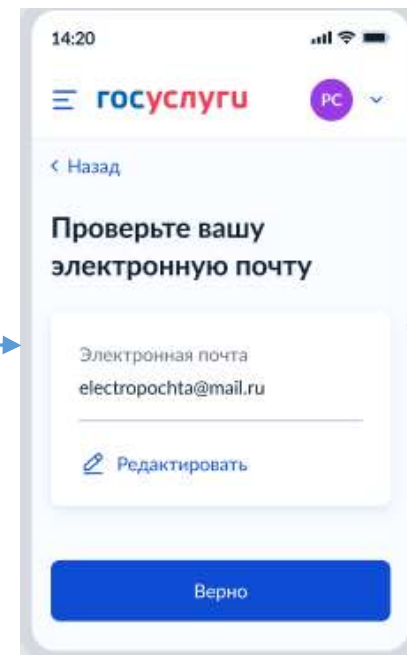 14:20
госуслуги
РС
Назад
Проверьте вашу
электронную почту
Электронная почта
electropochta@mail.ru
Редактировать
Верно